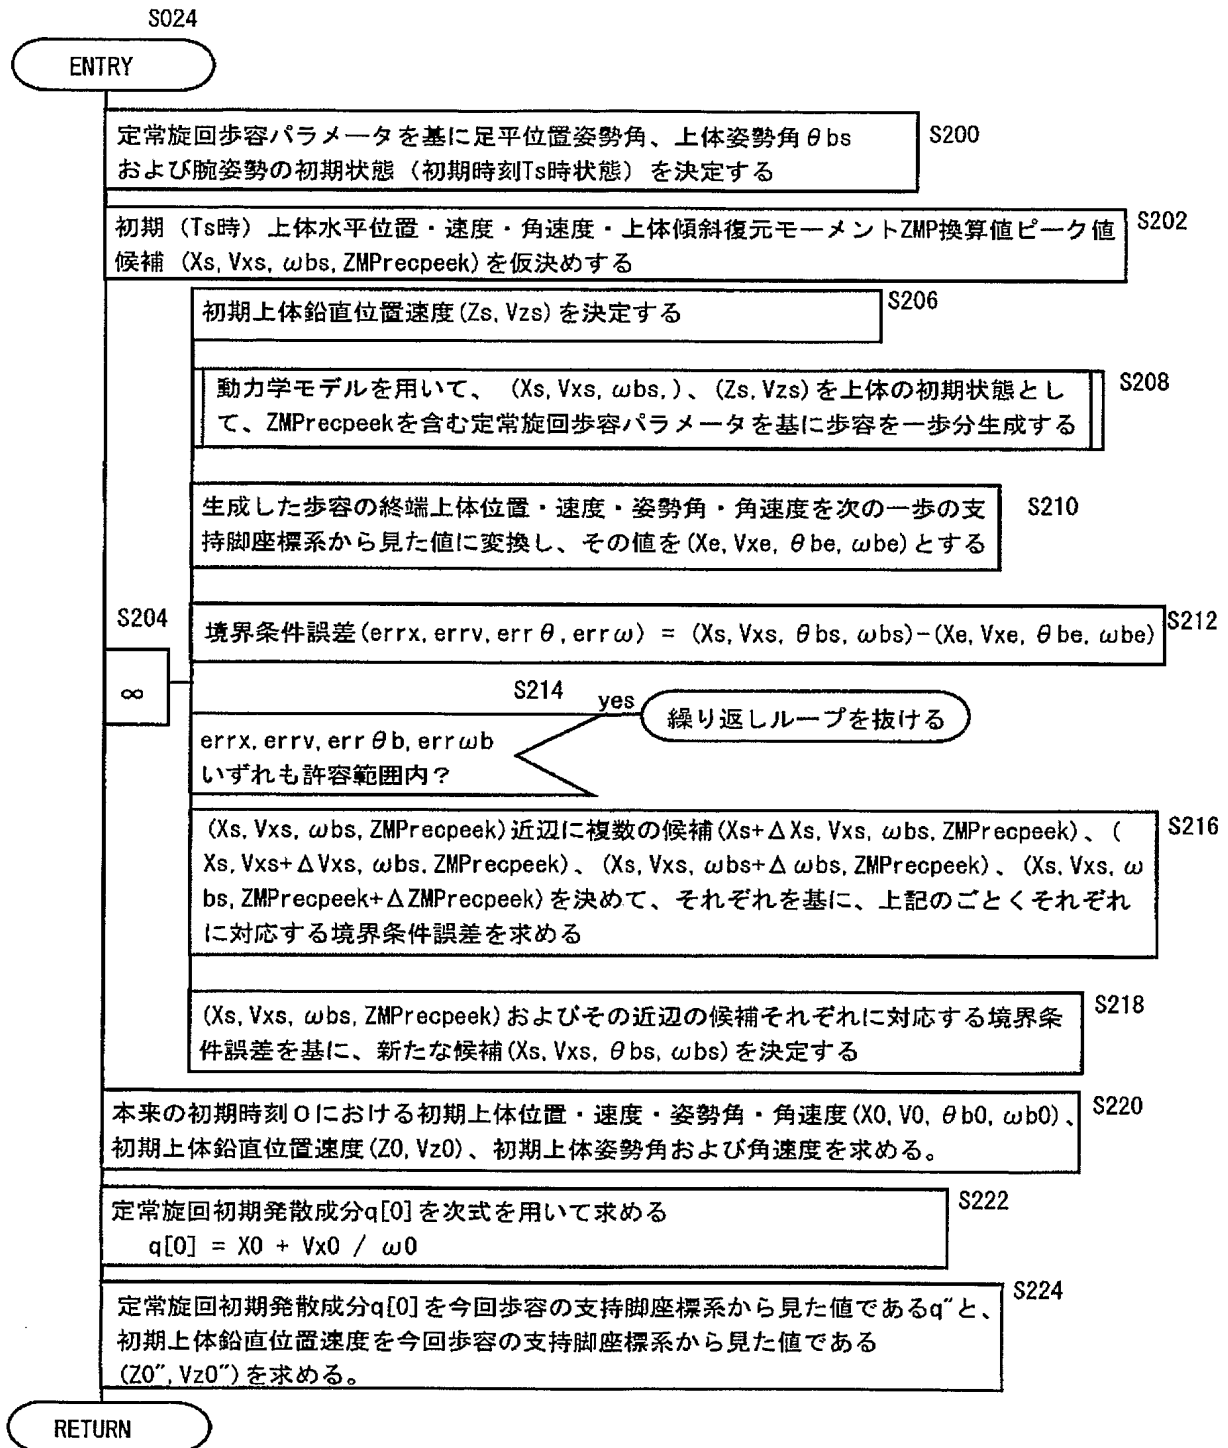 S024
ENTRY
定常旋回歩容パラメータを基に足平位置姿勢角、上体姿勢角θbs
および腕姿勢の初期状態（初期時刻Ts時状態）を決定する
S200
初期（Ts時）上体水平位置・速度・角速度・上体傾斜復元モーメントZMP換算値ピーク値
候補（Xs, Vxs, ωbs, ZMPrecpeek)を仮決めする
S202
初期上体鉛直位置速度(Zs, Vzs)を決定する
S206
動力学モデルを用いて、（Xs, Vxs, ωbs,)、(Zs, Vzs)を上体の初期状態とし
て、ZMPrecpeekを含む定常旋回歩容パラメータを基に歩容を一歩分生成する
S208
生成した歩容の終端上体位置・速度・姿勢角・角速度を次の一歩の支
持脚座標系から見た値に変換し、その値を(Xe, Vxe, θbe, ωbe)とする
S210
S204
∞
境界条件誤差(errx, errv, errθ, errω) = (Xs, Vxs, θbs, ωbs)-(Xe, Vxe, θbe, ωbe)
S212
S214
yes
繰り返しループを抜ける
errx, errv, errθb, errωb
いずれも許容範囲内？
(Xs, Vxs, ωbs, ZMPrecpeek)近辺に複数の候補(Xs+ΔXs, Vxs, ωbs, ZMPrecpeek)、(
Xs, Vxs+ΔVxs, ωbs, ZMPrecpeek)、(Xs, Vxs, ωbs+Δωbs, ZMPrecpeek)、(Xs, Vxs, ω
bs, ZMPrecpeek+ΔZMPrecpeek)を決めて、それぞれを基に、上記のごとくそれぞれ
に対応する境界条件誤差を求める
S216
(Xs, Vxs, ωbs, ZMPrecpeek)およびその近辺の候補それぞれに対応する境界条
件誤差を基に、新たな候補(Xs, Vxs, θbs, ωbs)を決定する
S218
本来の初期時刻０における初期上体位置・速度・姿勢角・角速度(X0, V0, θb0, ωb0)、
初期上体鉛直位置速度(Z0, Vz0)、初期上体姿勢角および角速度を求める。
S220
定常旋回初期発散成分q[0]を次式を用いて求める
q[0] = X0 + Vx0 / ω0
S222
定常旋回初期発散成分q[0]を今回歩容の支持脚座標系から見た値であるq″と、
初期上体鉛直位置速度を今回歩容の支持脚座標系から見た値である
(Z0″, Vz0″)を求める。
S224
RETURN